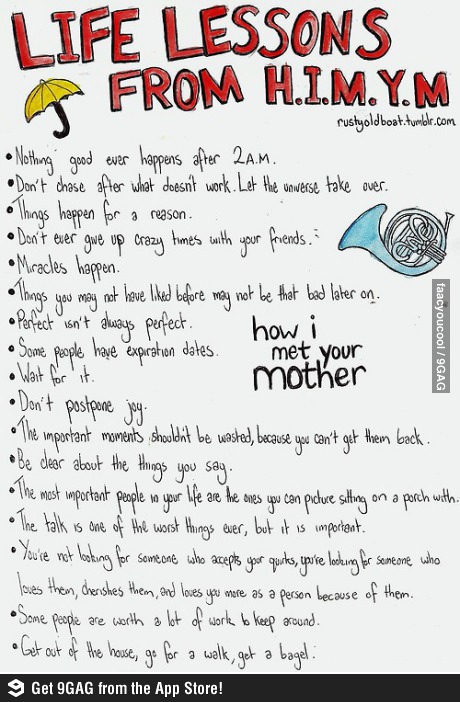 LIFE LESSONS
FROM H.I.M.Y.M
rustyoldboat.tumblr.com
• Nothing good ever happens after 2A.M.
• Don't chase after what doesn't work. Let the universe take over.
• Things happen for a reason.
• Don't ever give up crazy times with your friends.
• Miracles happen.
• Things you may not have liked before may not be that bad later on.
• Perfect isn't always perfect.
• Some people have expiration dates.
• Wait for it.
how i
met your
mother
• Don't postpone joy.
• The important moments shouldn't be wasted, because you can't get them back.
• Be clear about the things you say.
• The most important people in your life are the ones you can picture sitting on a porch with.
• The talk is one of the worst things ever, but it is important.
• You're not looking for someone who accepts your quirks, you're looking for someone who
loves them, cherishes them, and loves you more as a person because of them.
• Some people are worth a lot of work to keep around.
• Get out of the house, go for a walk, get a bagel.
faacyoucool / 9GAG
9 Get 9GAG from the App Store!